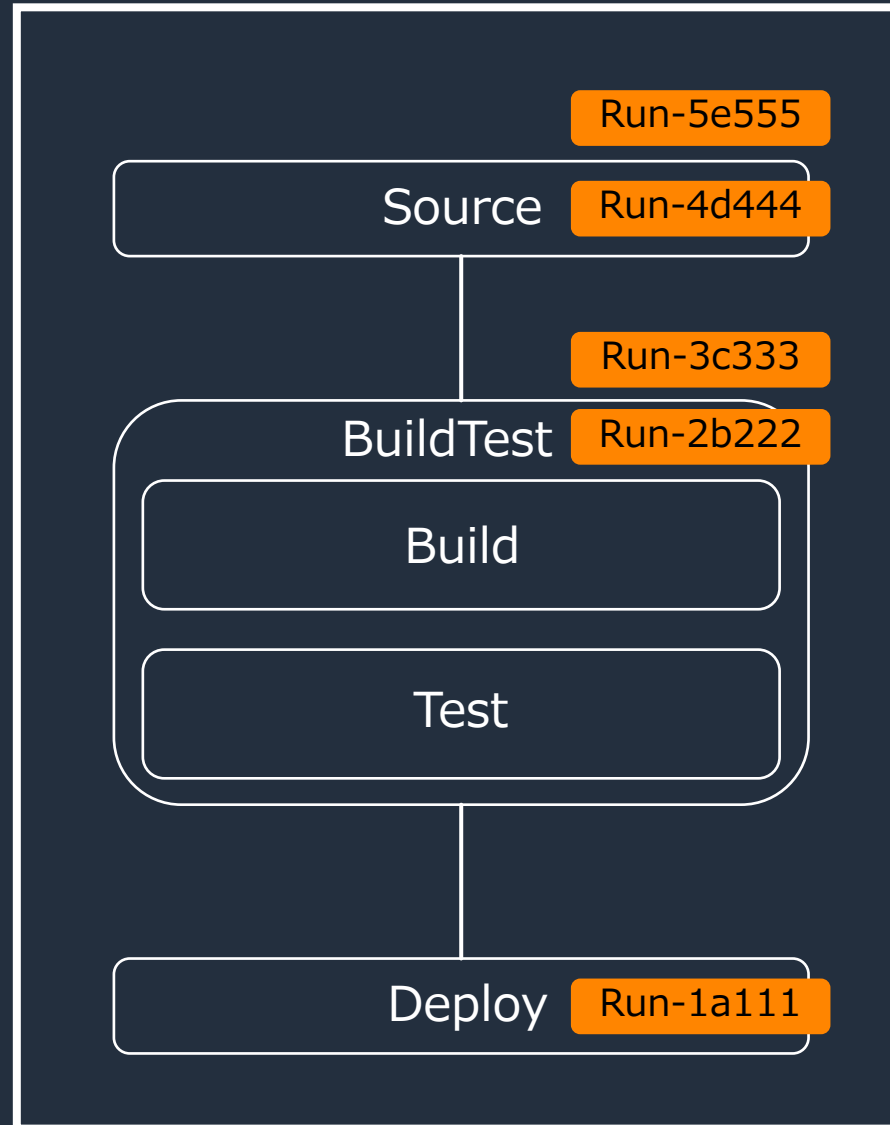 Run-5e555
Source
Run-4d444
Run-3c333
BuildTest
Run-2b222
Build
Test
Deploy
Run-1a111